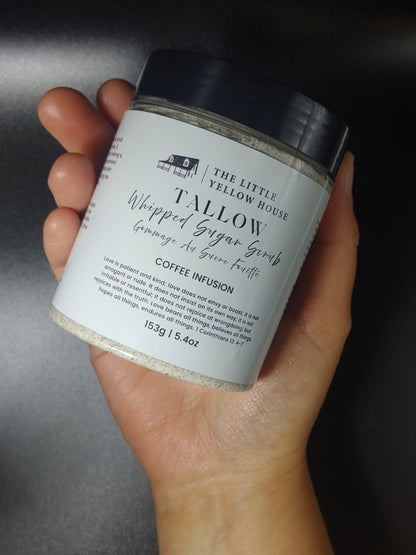 THE LITTLE
YELLOW HOUSE
TALLOW
Whipped Sugar Scrub
Gommage Au Sucre fouetté
COFFEE INFUSION
Love is patient and kind; love does not envy or boast; it is not
arrogant or rude. It does not insist on its own way; it is not
irritable or resentful; it does not rejoice at wrongdoing, but
rejoices with the truth. Love bears all things, believes all things,
hopes all things, endures all things. 1 Corinthians 13: 4-7
153g | 5.4oz